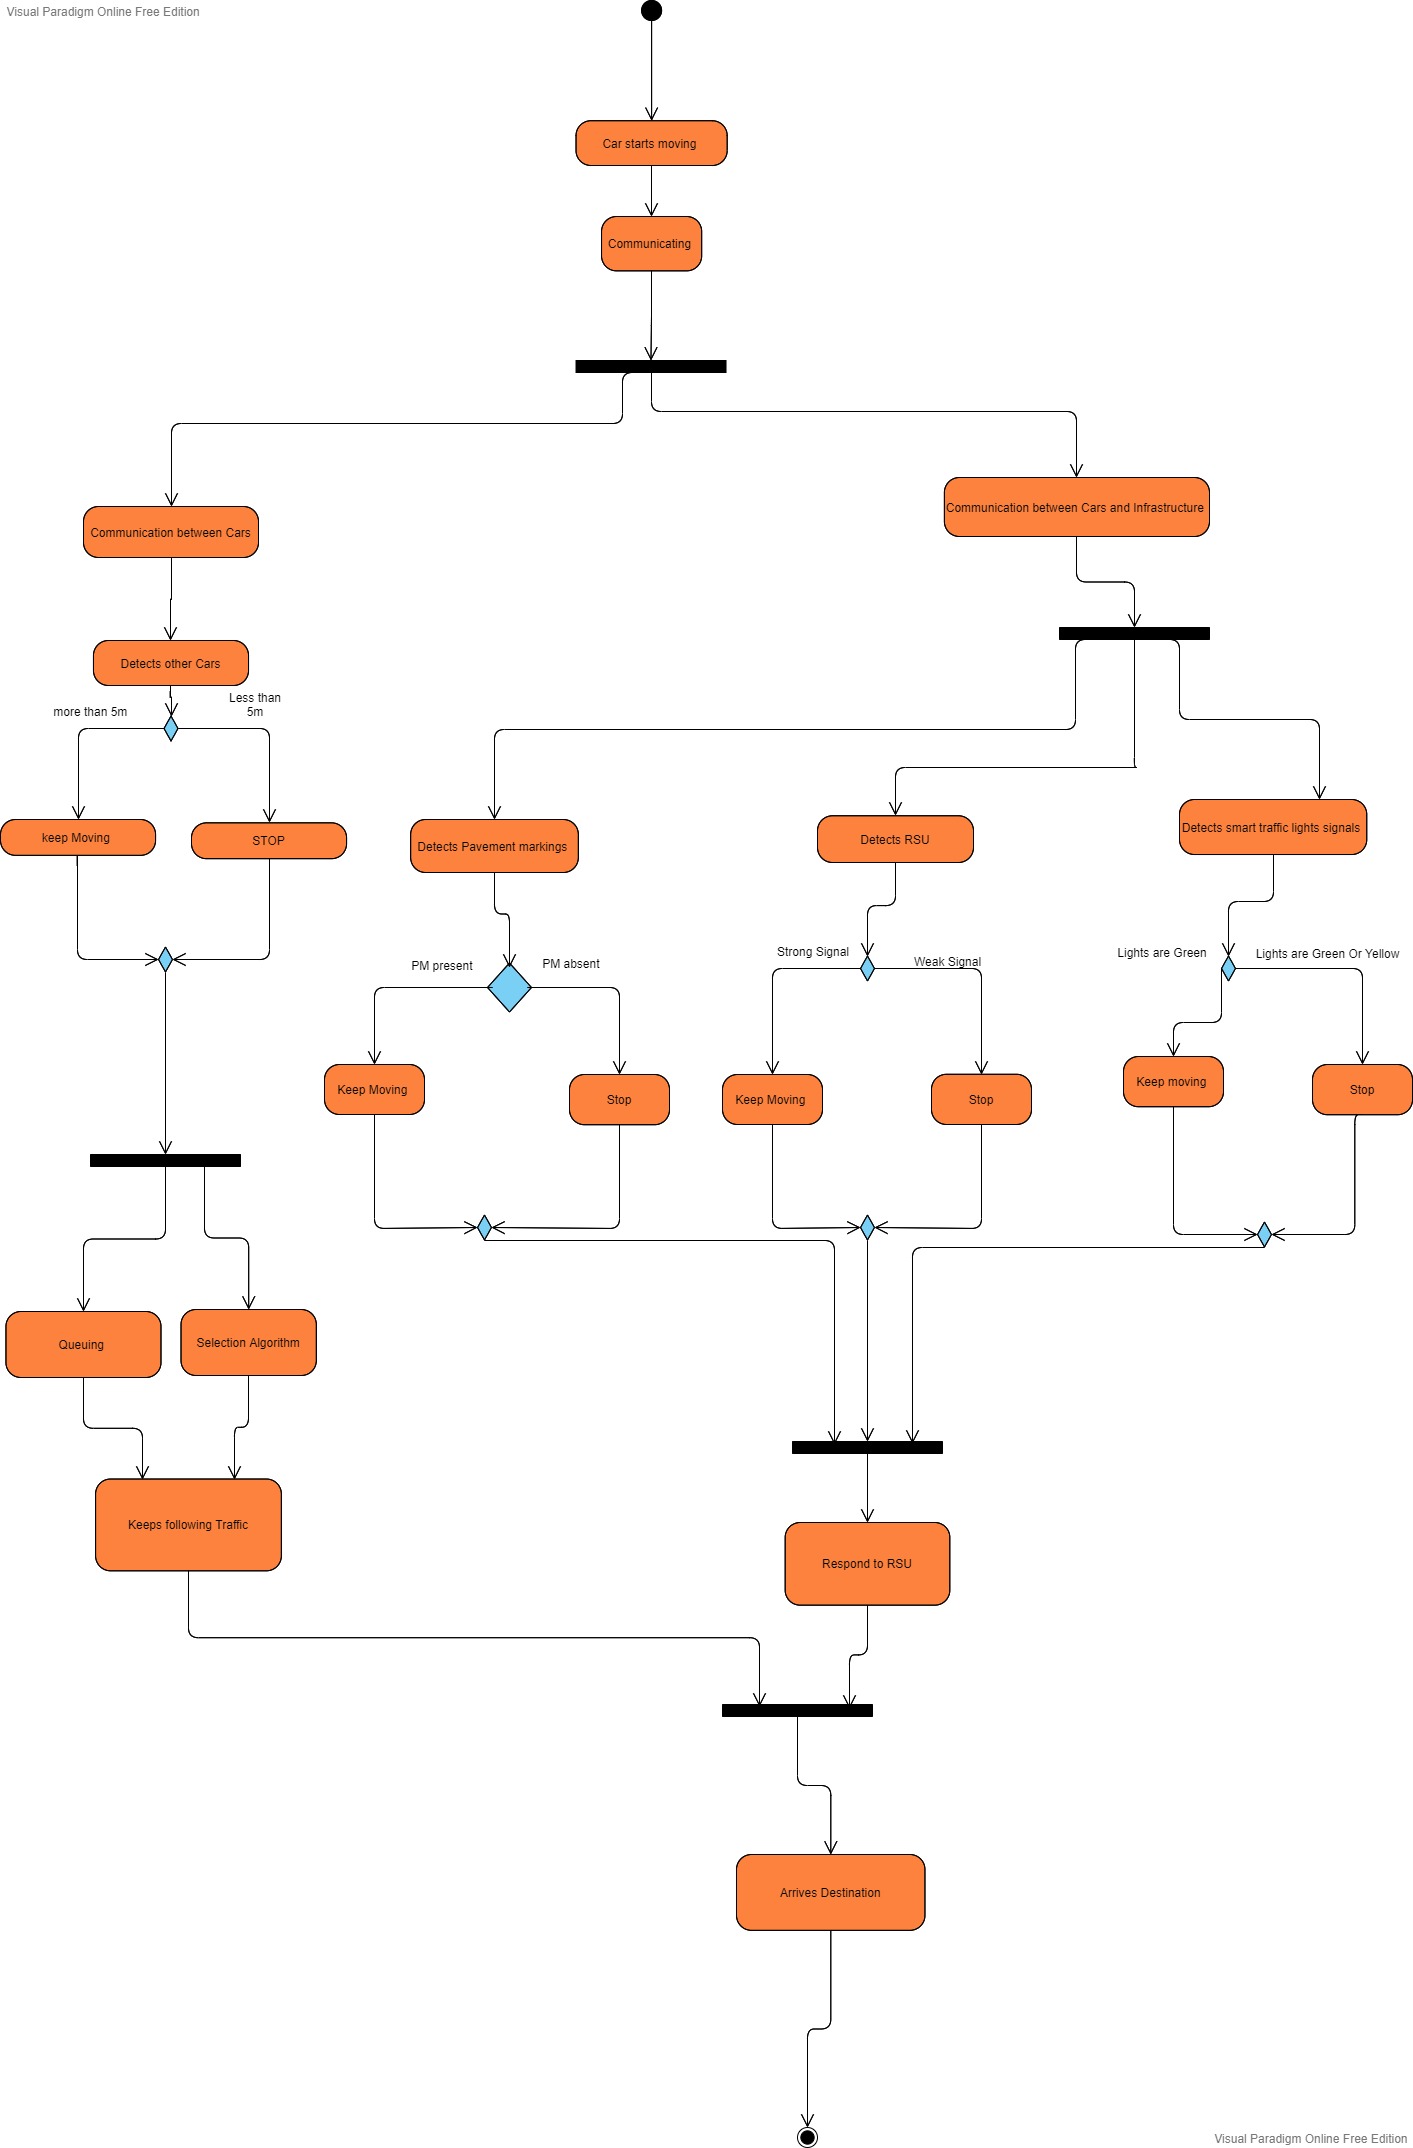 Visual Paradigm Online Free Edition
Car starts moving
Communicating
Communication between Cars and Infrastructure
Communication between Cars
Detects other Cars
more than 5m
Less than
5m
keep Moving
STOP
Detects Pavement markings
Detects RSU
Detects smart traffic lights signals
PM present
PM absent
Strong Signal
Weak Signal
Lights are Green
Lights are Green Or Yellow
Keep Moving
Stop
Keep Moving
Stop
Keep moving
Stop
Queuing
Selection Algorithm
Keeps following Traffic
Respond to RSU
Arrives Destination
Visual Paradigm Online Free Edition